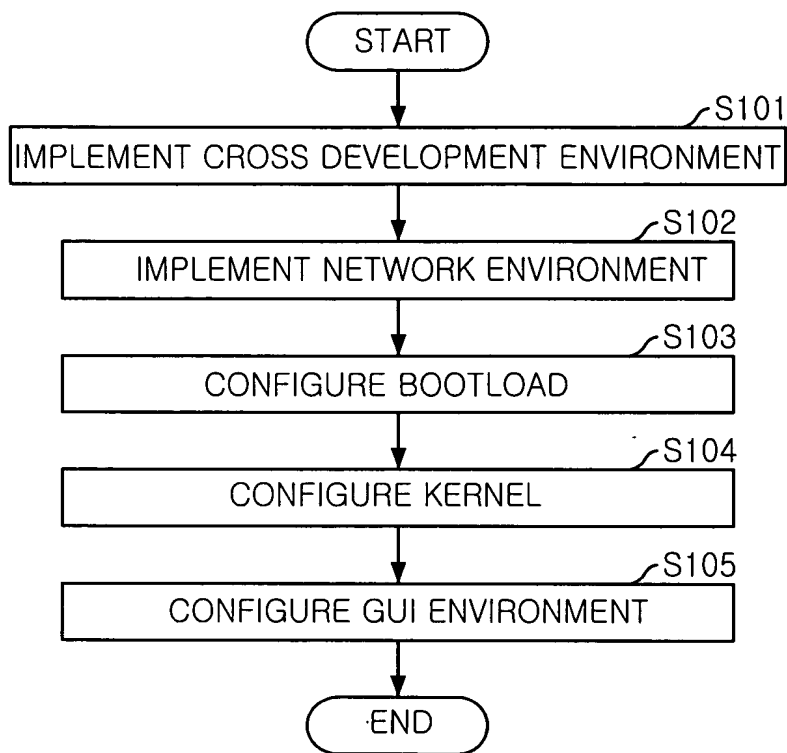 START
S101
IMPLEMENT CROSS DEVELOPMENT ENVIRONMENT
S102
IMPLEMENT NETWORK ENVIRONMENT
S103
CONFIGURE BOOTLOAD
S104
CONFIGURE KERNEL
S105
CONFIGURE GUI ENVIRONMENT
END